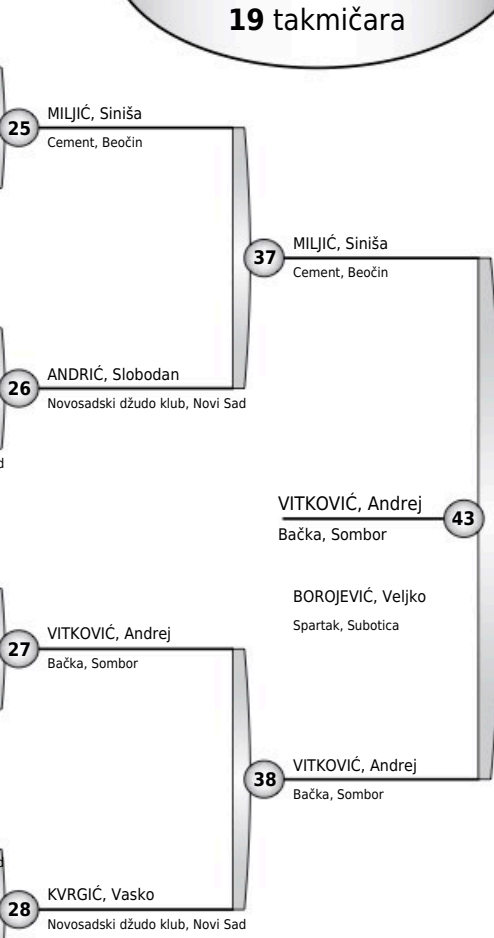 19 takmičara
MILJIĆ, Siniša
25
Cement, Beočin
MILJIĆ, Siniša
37
Cement, Beočin
ANDRIĆ, Slobodan
26
Novosadski džudo klub, Novi Sad
d
VITKOVIĆ, Andrej
43
Bačka, Sombor
BOROJEVIĆ, Veljko
Spartak, Subotica
VITKOVIĆ, Andrej
27
Bačka, Sombor
VITKOVIĆ, Andrej
38
Bačka, Sombor
d
KVRGIĆ, Vasko
28
Novosadski džudo klub, Novi Sad